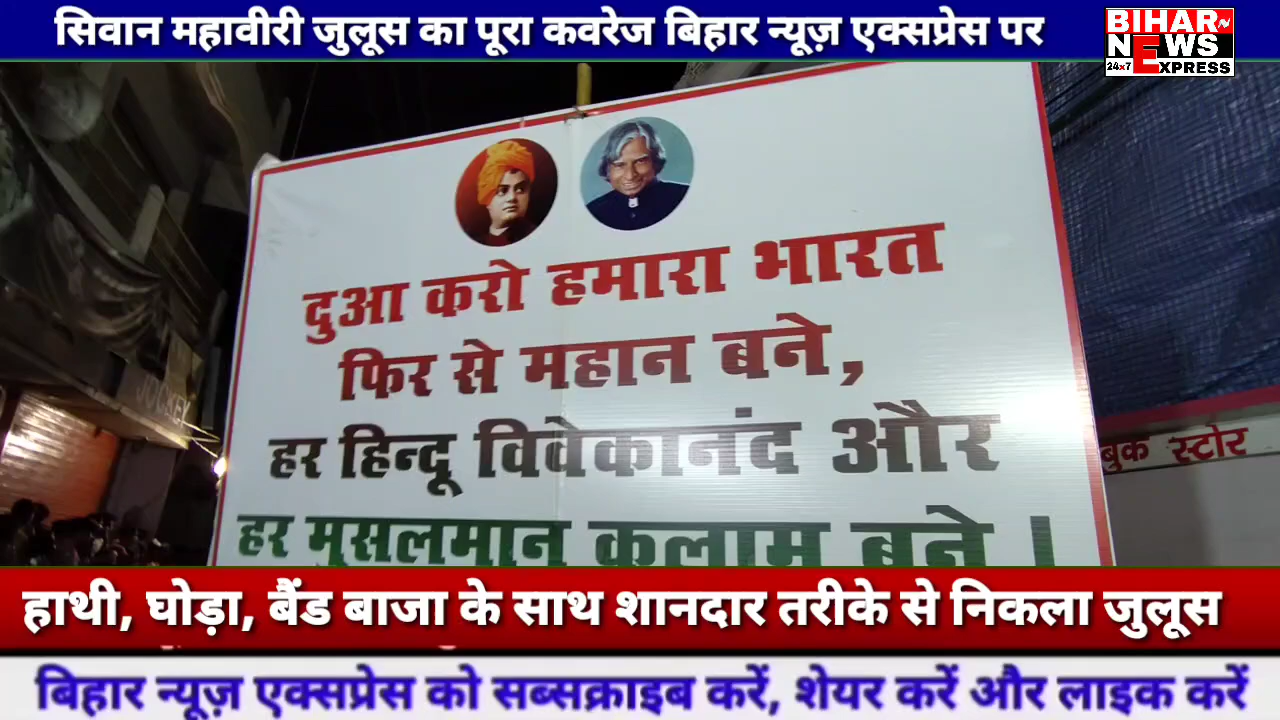 सिवान महावीरी जुलूस का पूरा कवरेज बिहार न्यूज़ एक्सप्रेस पर
BIHAR
NEWS
24x7 EXPRESS
दुआ करो हमारा भारत
फिर से महान बने,
हर हिन्दू विवेकानंद और
हर मुसलमान कलाम बने।
JOCKEY
बुक स्टोर
हाथी, घोड़ा, बैंड बाजा के साथ शानदार तरीके से निकला जुलूस
बिहार न्यूज़ एक्सप्रेस को सब्सक्राइब करें, शेयर करें और लाइक करें